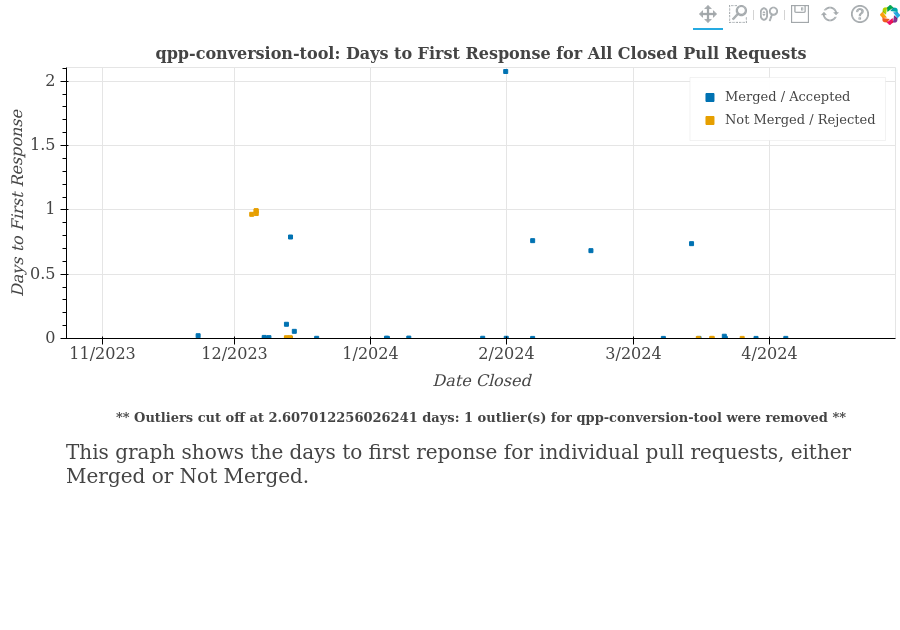 qpp-conversion-tool: Days to First Response for All Closed Pull Requests
Merged / Accepted
Not Merged / Rejected
Days to First Response
2
1.5
1
0.5
0
11/2023 12/2023 1/2024 2/2024 3/2024 4/2024
Date Closed
** Outliers cut off at 2.607012256026241 days: 1 outlier(s) for qpp-conversion-tool were removed **
This graph shows the days to first reponse for individual pull requests, either
Merged or Not Merged.